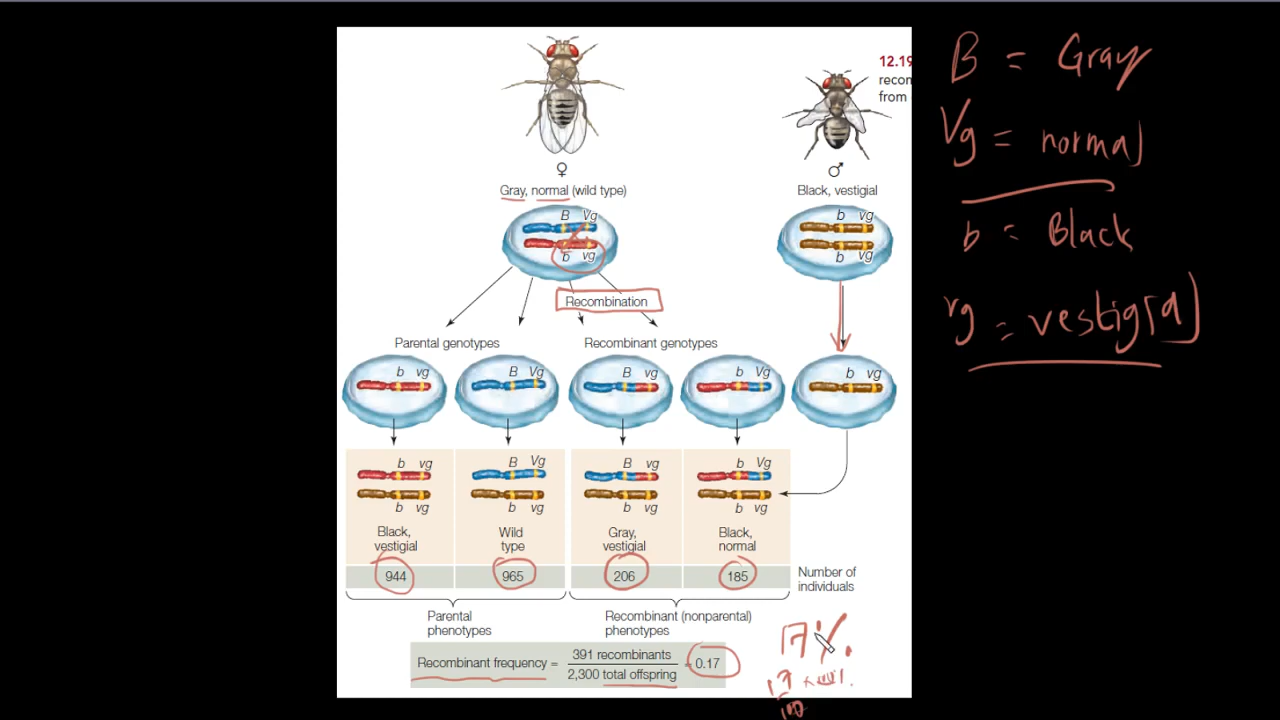 12.19
recom
from
♀
♂
Gray, normal (wild type)
Black, vestigial
B Vg
b vg
b vg
b vg
Recombination
Parental genotypes
Recombinant genotypes
b vg
B Vg
B vg
b Vg
b vg
b vg
B Vg
B vg
b Vg
b vg
b vg
b vg
b vg
Black,
vestigial
Wild
type
Gray,
vestigial
Black,
normal
944
965
206
185
Number of
individuals
Parental
phenotypes
Recombinant (nonparental)
phenotypes
Recombinant frequency = 391 recombinants
2,300 total offspring
= 0.17
17%.
B = Gray
Vg = normal
b = Black
vg = vestigial